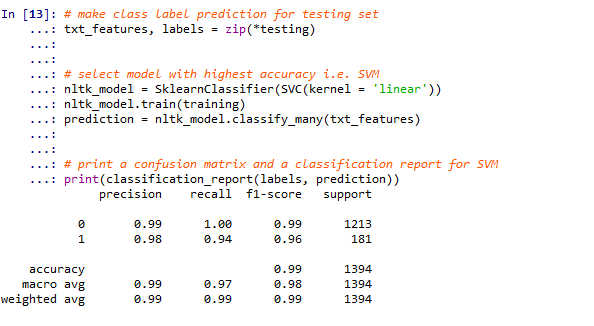 In [13]: # make class label prediction for testing set
    ...: txt_features, labels = zip(*testing)
    ...:
    ...:
    ...: # select model with highest accuracy i.e. SVM
    ...: nltk_model = SklearnClassifier(SVC(kernel = 'linear'))
    ...: nltk_model.train(training)
    ...: prediction = nltk_model.classify_many(txt_features)
    ...:
    ...:
    ...: # print a confusion matrix and a classification report for SVM
    ...: print(classification_report(labels, prediction))
              precision    recall  f1-score   support

           0       0.99      1.00      0.99      1213
           1       0.98      0.94      0.96       181

    accuracy                           0.99      1394
   macro avg       0.99      0.97      0.98      1394
weighted avg       0.99      0.99      0.99      1394